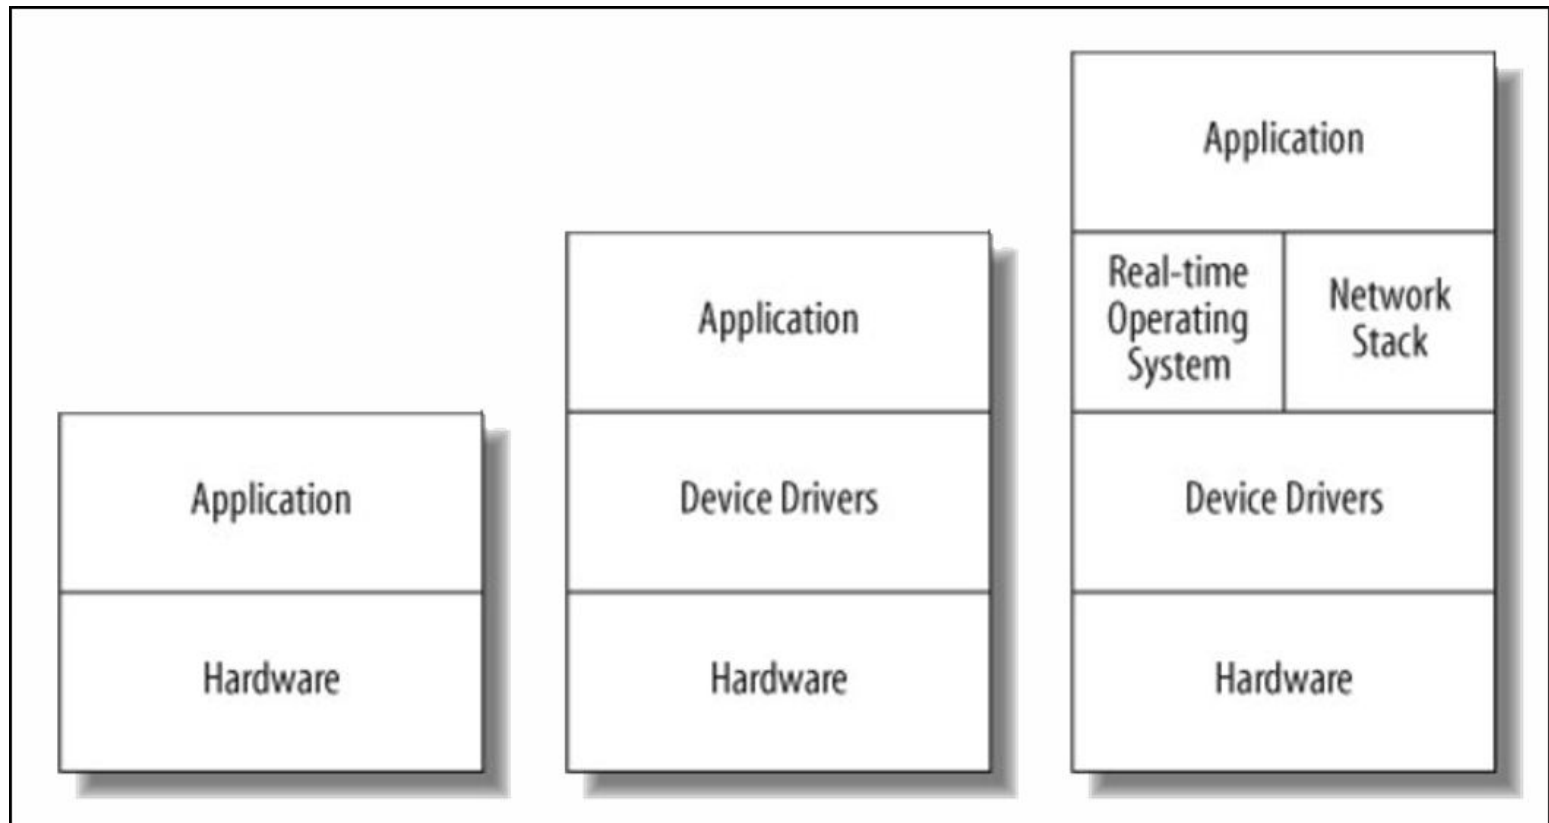 Application
Hardware
Application
Device Drivers
Hardware
Application
Real-time
Operating
System
Network
Stack
Device Drivers
Hardware